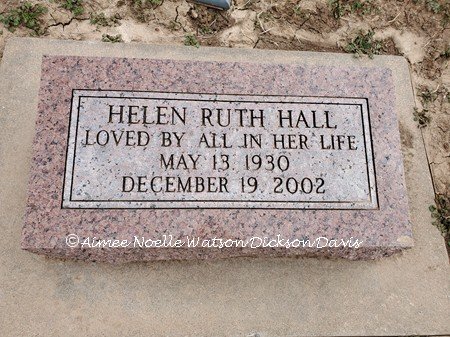 HELEN RUTH HALL
LOVED BY ALL IN HER LIFE
MAY 13 1930
DECEMBER 19 2002
©Aimee Noelle Watson Dickson Davis